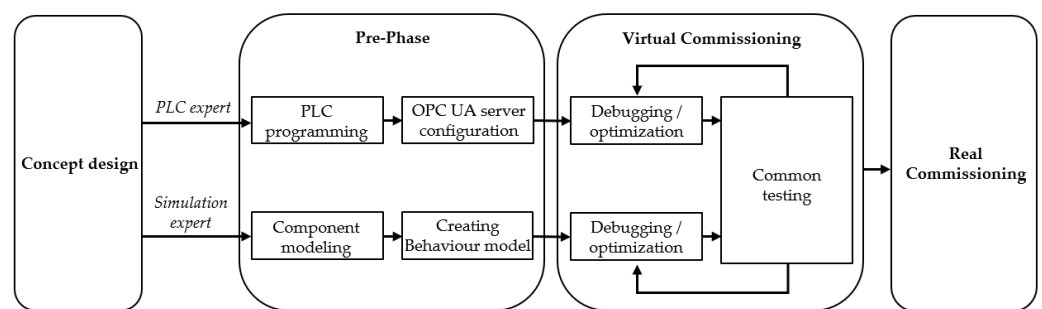 Concept design
PLC expert
Simulation
expert
Pre-Phase
PLC
programming
OPC UA server
configuration
Component
modeling
Creating
Behaviour model
Virtual Commissioning
Debugging /
optimization
Debugging /
optimization
Common
testing
Real
Commissioning